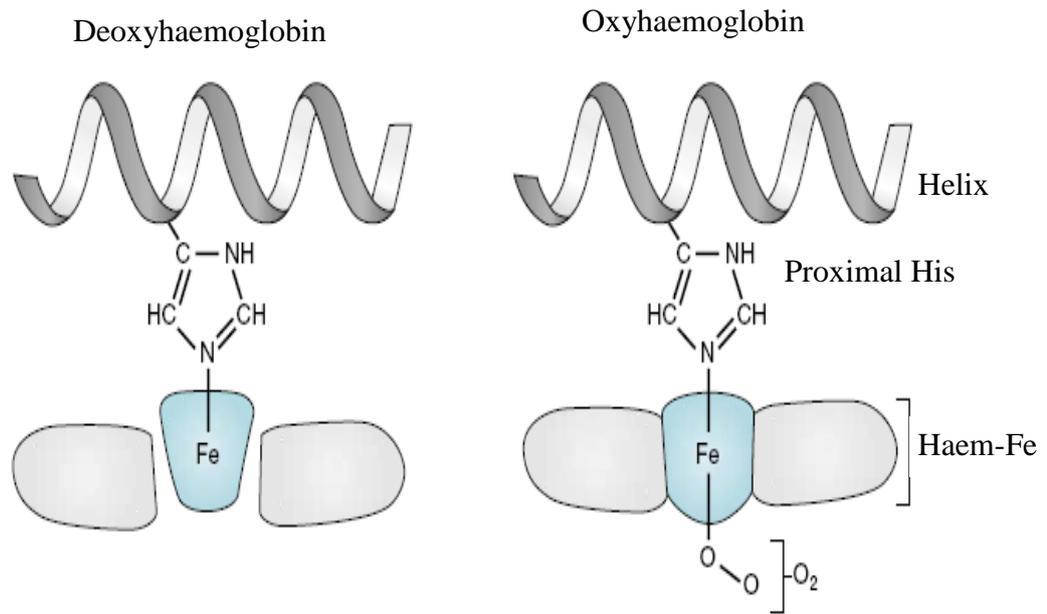 Deoxyhaemoglobin
Oxyhaemoglobin
Helix
C NH
HC CH
N
Fe
C NH
HC CH
N
Fe
Proximal His
Haem-Fe
O
O
O₂